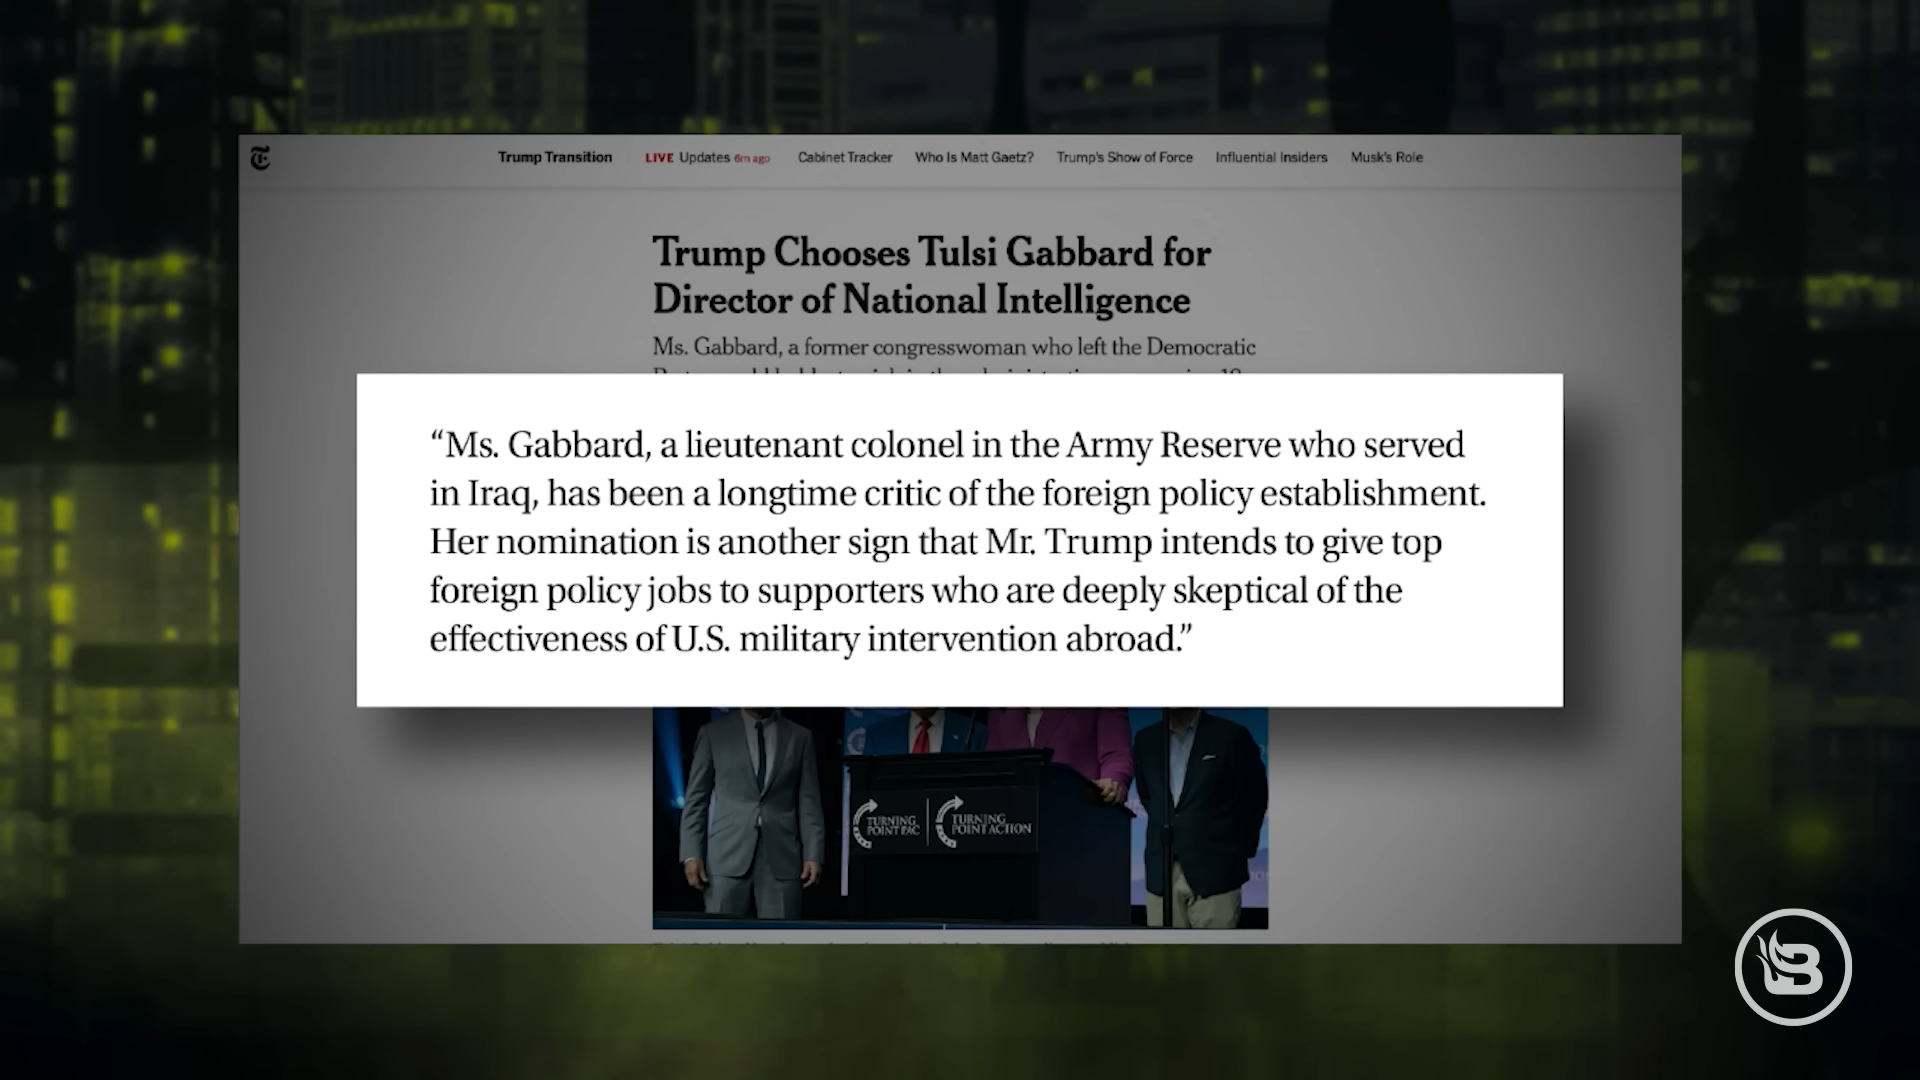 Trump Transition LIVE Updates 6m ago Cabinet Tracker Who Is Matt Gaetz? Trump's Show of Force Influential Insiders Musk's Role
Trump Chooses Tulsi Gabbard for
Director of National Intelligence
Ms. Gabbard, a former congresswoman who left the Democratic
“Ms. Gabbard, a lieutenant colonel in the Army Reserve who served
in Iraq, has been a longtime critic of the foreign policy establishment.
Her nomination is another sign that Mr. Trump intends to give top
foreign policy jobs to supporters who are deeply skeptical of the
effectiveness of U.S. military intervention abroad.”
TURNING
POINT PAC
TURNING
POINT ACTION
B